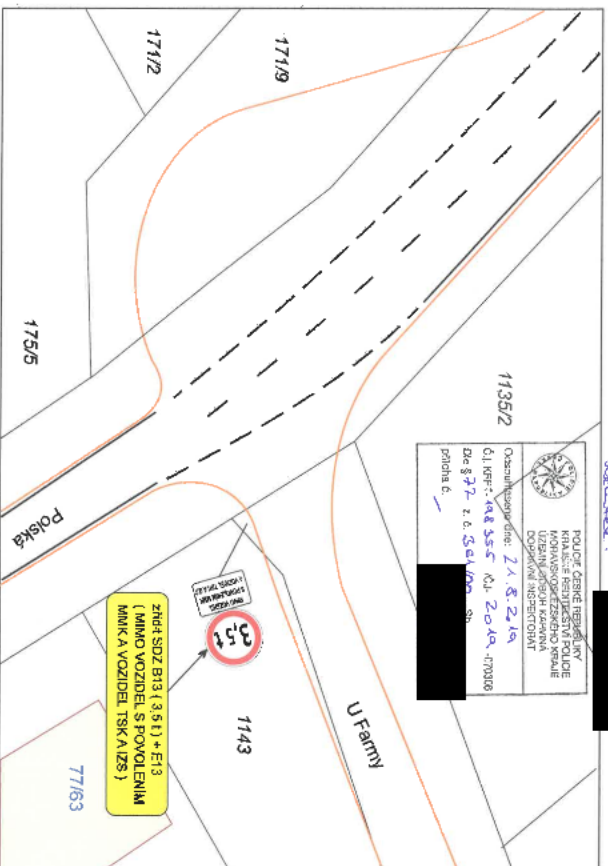 171/2
171/9
175/5
1135/2
POLICIE ČESKÉ REPUBLIKY
KRAJSKÉ ŘEDITELSTVÍ POLICIE
MORAVSKOSLEZSKÉHO KRAJE
ÚZEMNÍ ODBOR KARVINÁ
DOPRAVNÍ INSPEKTORÁT
Odsouhlaseno dne: 21.8.2019
Č.j. KRPT-198355 /Čj- 2019 -070306
Dle § 77 z. č. 361/00 Sb
příloha č.
Polská
U Farmy
3,5 t
1143
zřídit SDZ B13 ( 3,5 t ) + E13
( MIMO VOZIDEL S POVOLENÍM
MMK A VOZIDEL TSK A IZS )
77/63